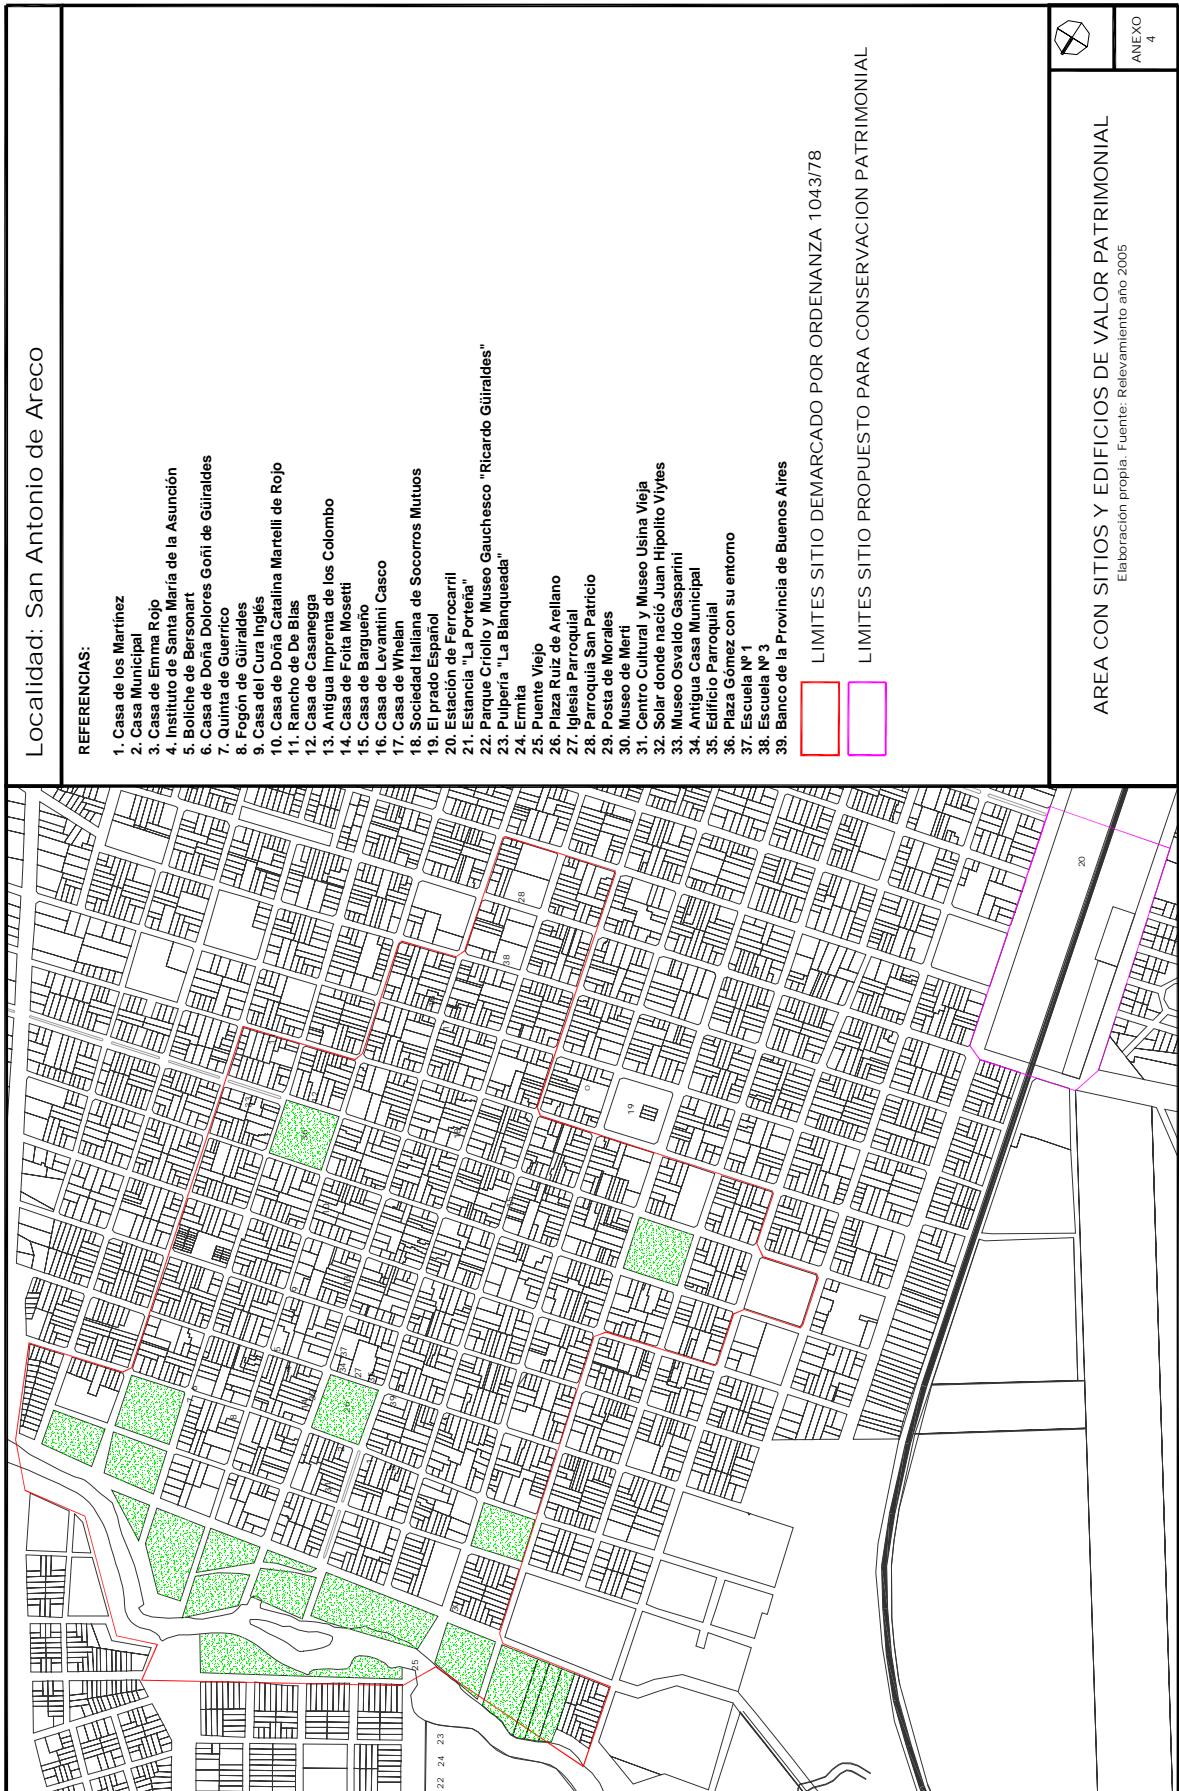 Localidad: San Antonio de Areco
REFERENCIAS:
1. Casa de los Martínez
2. Casa Municipal
3. Casa de Emma Rojo
4. Instituto de Santa María de la Asunción
5. Boliche de Bersonart
6. Casa de Doña Dolores Goñi de Güiraldes
7. Quinta de Guerrico
8. Fogón de Güiraldes
9. Casa del Cura Inglés
10. Casa de Doña Catalina Martelli de Rojo
11. Rancho de De Blas
12. Casa de Casanegga
13. Antigua Imprenta de los Colombo
14. Casa de Foita Mosetti
15. Casa de Bargueño
16. Casa de Levantini Casco
17. Casa de Whelan
18. Sociedad Italiana de Socorros Mutuos
19. El prado Español
20. Estación de Ferrocarril
21. Estancia "La Porteña"
22. Parque Criollo y Museo Gauchesco "Ricardo Güiraldes"
23. Pulpería "La Blanqueada"
24. Ermita
25. Puente Viejo
26. Plaza Ruiz de Arellano
27. Iglesia Parroquial
28. Parroquia San Patricio
29. Posta de Morales
30. Museo de Merti
31. Centro Cultural y Museo Usina Vieja
32. Solar donde nació Juan Hipolito Viytes
33. Museo Osvaldo Gasparini
34. Antigua Casa Municipal
35. Edificio Parroquial
36. Plaza Gómez con su entorno
37. Escuela Nº 1
38. Escuela Nº 3
39. Banco de la Provincia de Buenos Aires
LIMITES SITIO DEMARCADO POR ORDENANZA 1043/78
LIMITES SITIO PROPUESTO PARA CONSERVACION PATRIMONIAL
AREA CON SITIOS Y EDIFICIOS DE VALOR PATRIMONIAL
Elaboración propia. Fuente: Relevamiento año 2005
ANEXO
4
20
28
38
19
37
34
27
39
8
25
22 24 23